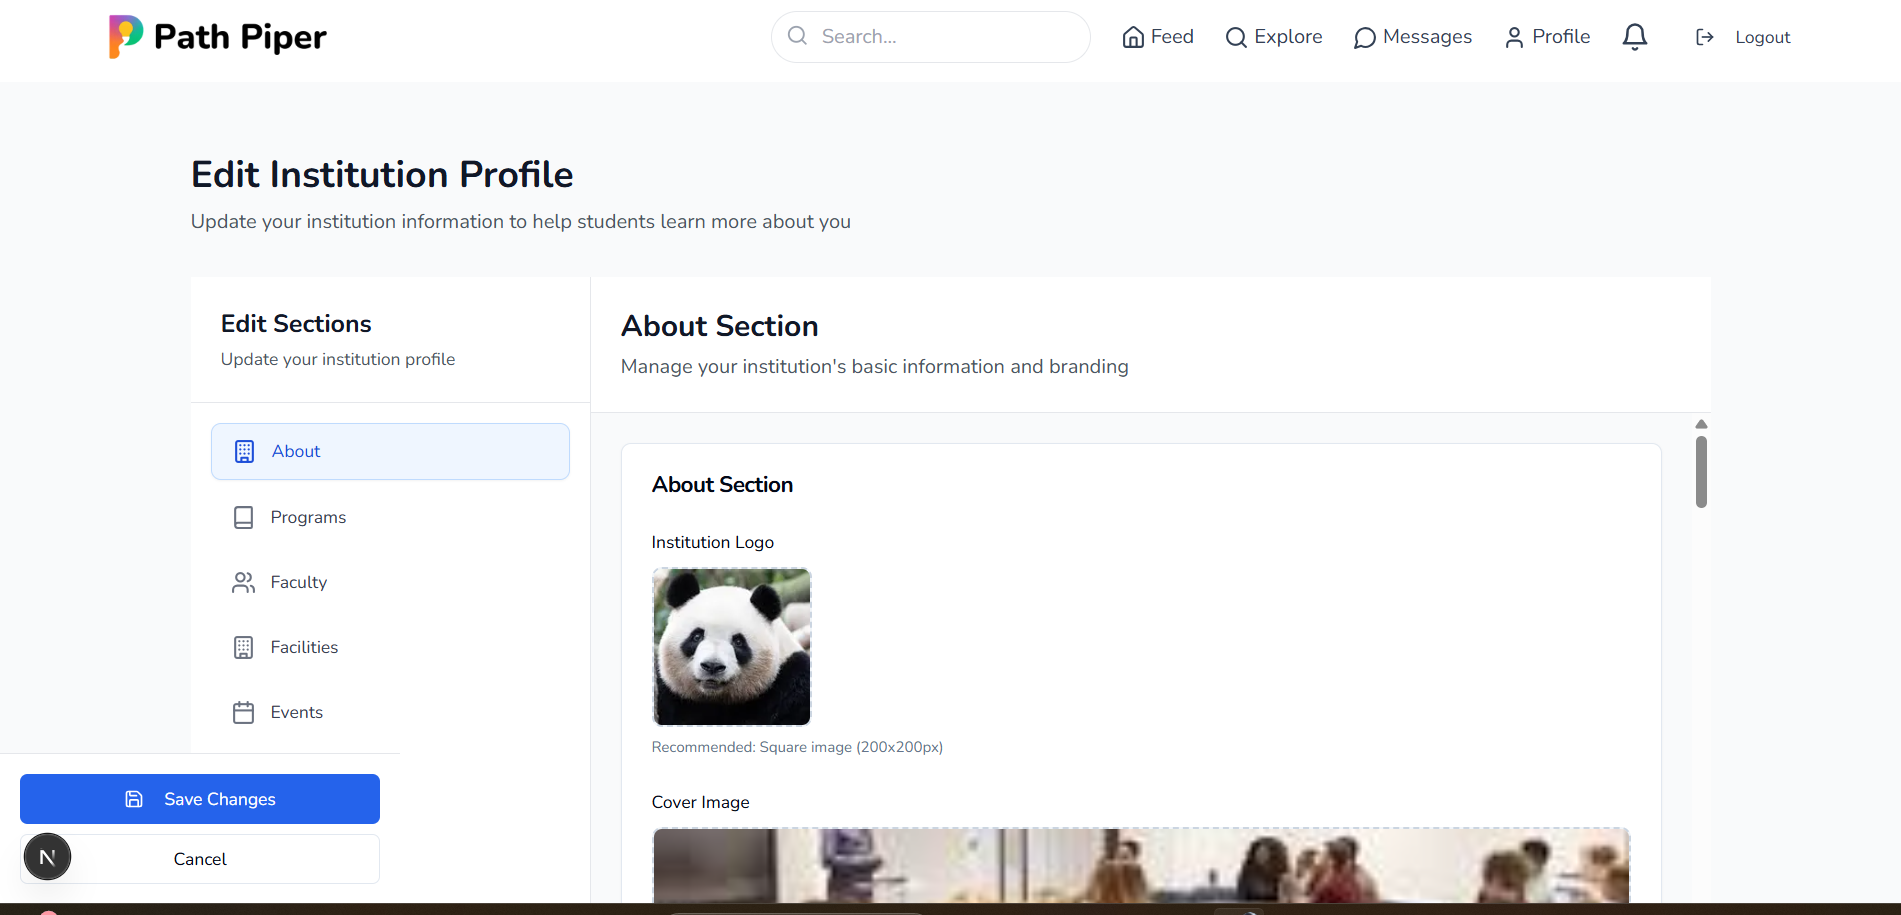 Path Piper
Search...
Feed
Explore
Messages
Profile
Logout
Edit Institution Profile
Update your institution information to help students learn more about you
Edit Sections
Update your institution profile
About
Programs
Faculty
Facilities
Events
Save Changes
N
Cancel
About Section
Manage your institution's basic information and branding
About Section
Institution Logo
Recommended: Square image (200x200px)
Cover Image